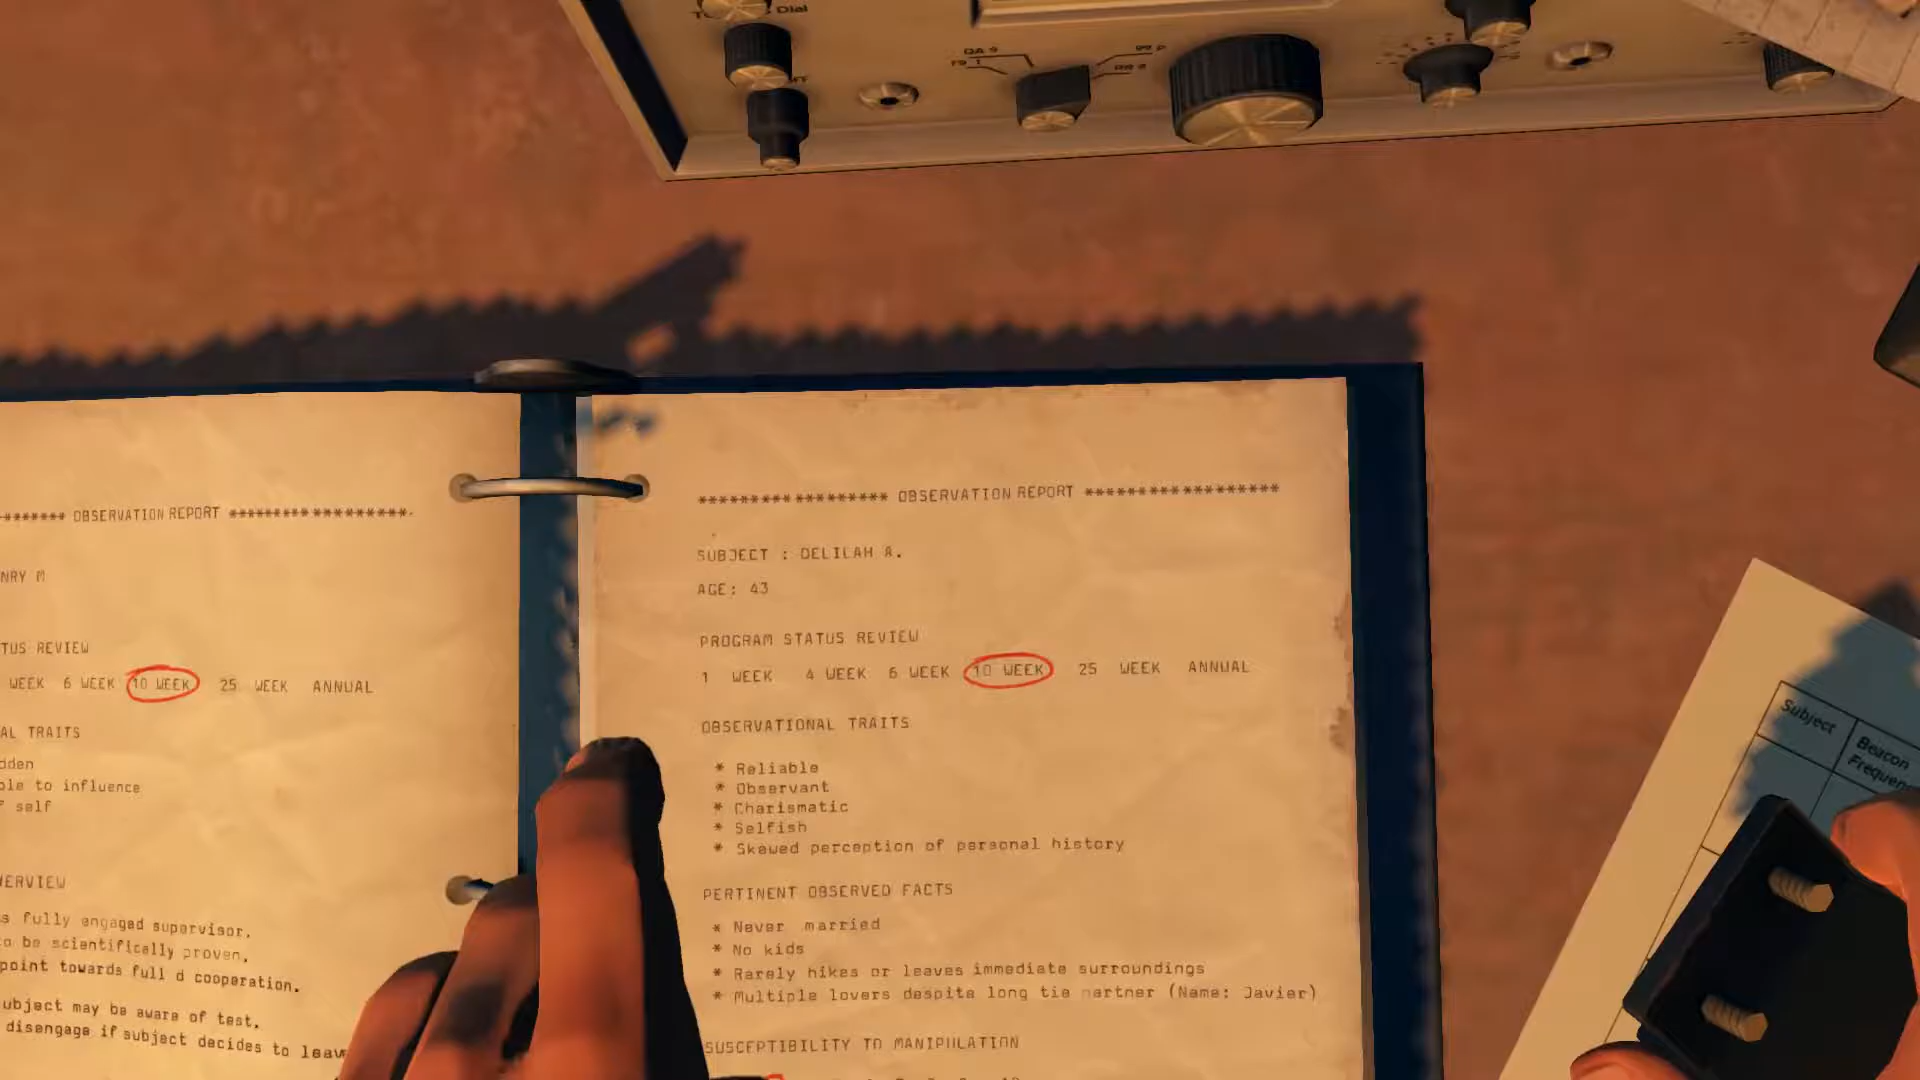 Dial
******* OBSERVATION REPORT *****************.
NRY M
TUS REVIEW
WEEK 6 WEEK 10 WEEK 25 WEEK ANNUAL
AL TRAITS
dden
ble to influence
f self
ERVIEW
s fully engaged supervisor.
to be scientifically proven.
point towards full d cooperation.
ubject may be aware of test.
disengage if subject decides to leav
***************** OBSERVATION REPORT *****************
SUBJECT : DELILAH A.
AGE: 43
PROGRAM STATUS REVIEW
1 WEEK 4 WEEK 6 WEEK 10 WEEK 25 WEEK ANNUAL
OBSERVATIONAL TRAITS
* Reliable
* Observant
* Charismatic
* Selfish
* Skewed perception of personal history
PERTINENT OBSERVED FACTS
* Never married
* No kids
* Rarely hikes or leaves immediate surroundings
* Multiple lovers despite long tie partner (Name: Javier)
SUSCEPTIBILITY TO MANIPULATION
Subject
Beacon
Frequen